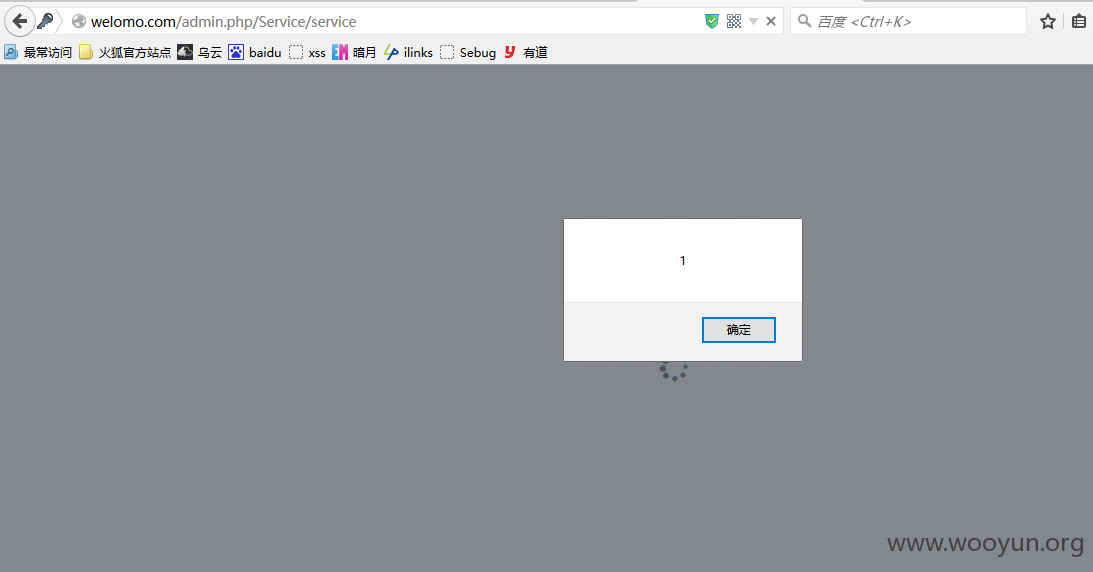 welomo.com/admin.php/Service/service
百度 <Ctrl+K>
最常访问 火狐官方站点 乌云 baidu xss 暗月 ilinks Sebug 有道
1
确定
www.wooyun.org